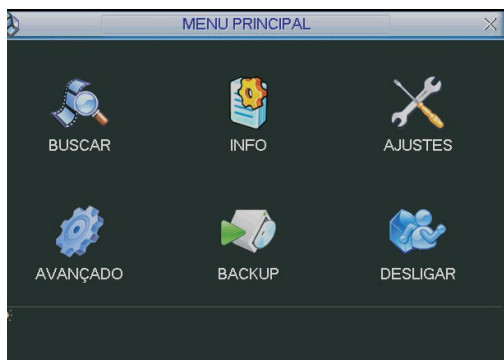 MENU PRINCIPAL
BUSCAR INFO AJUSTES
AVANÇADO BACKUP DESLIGAR